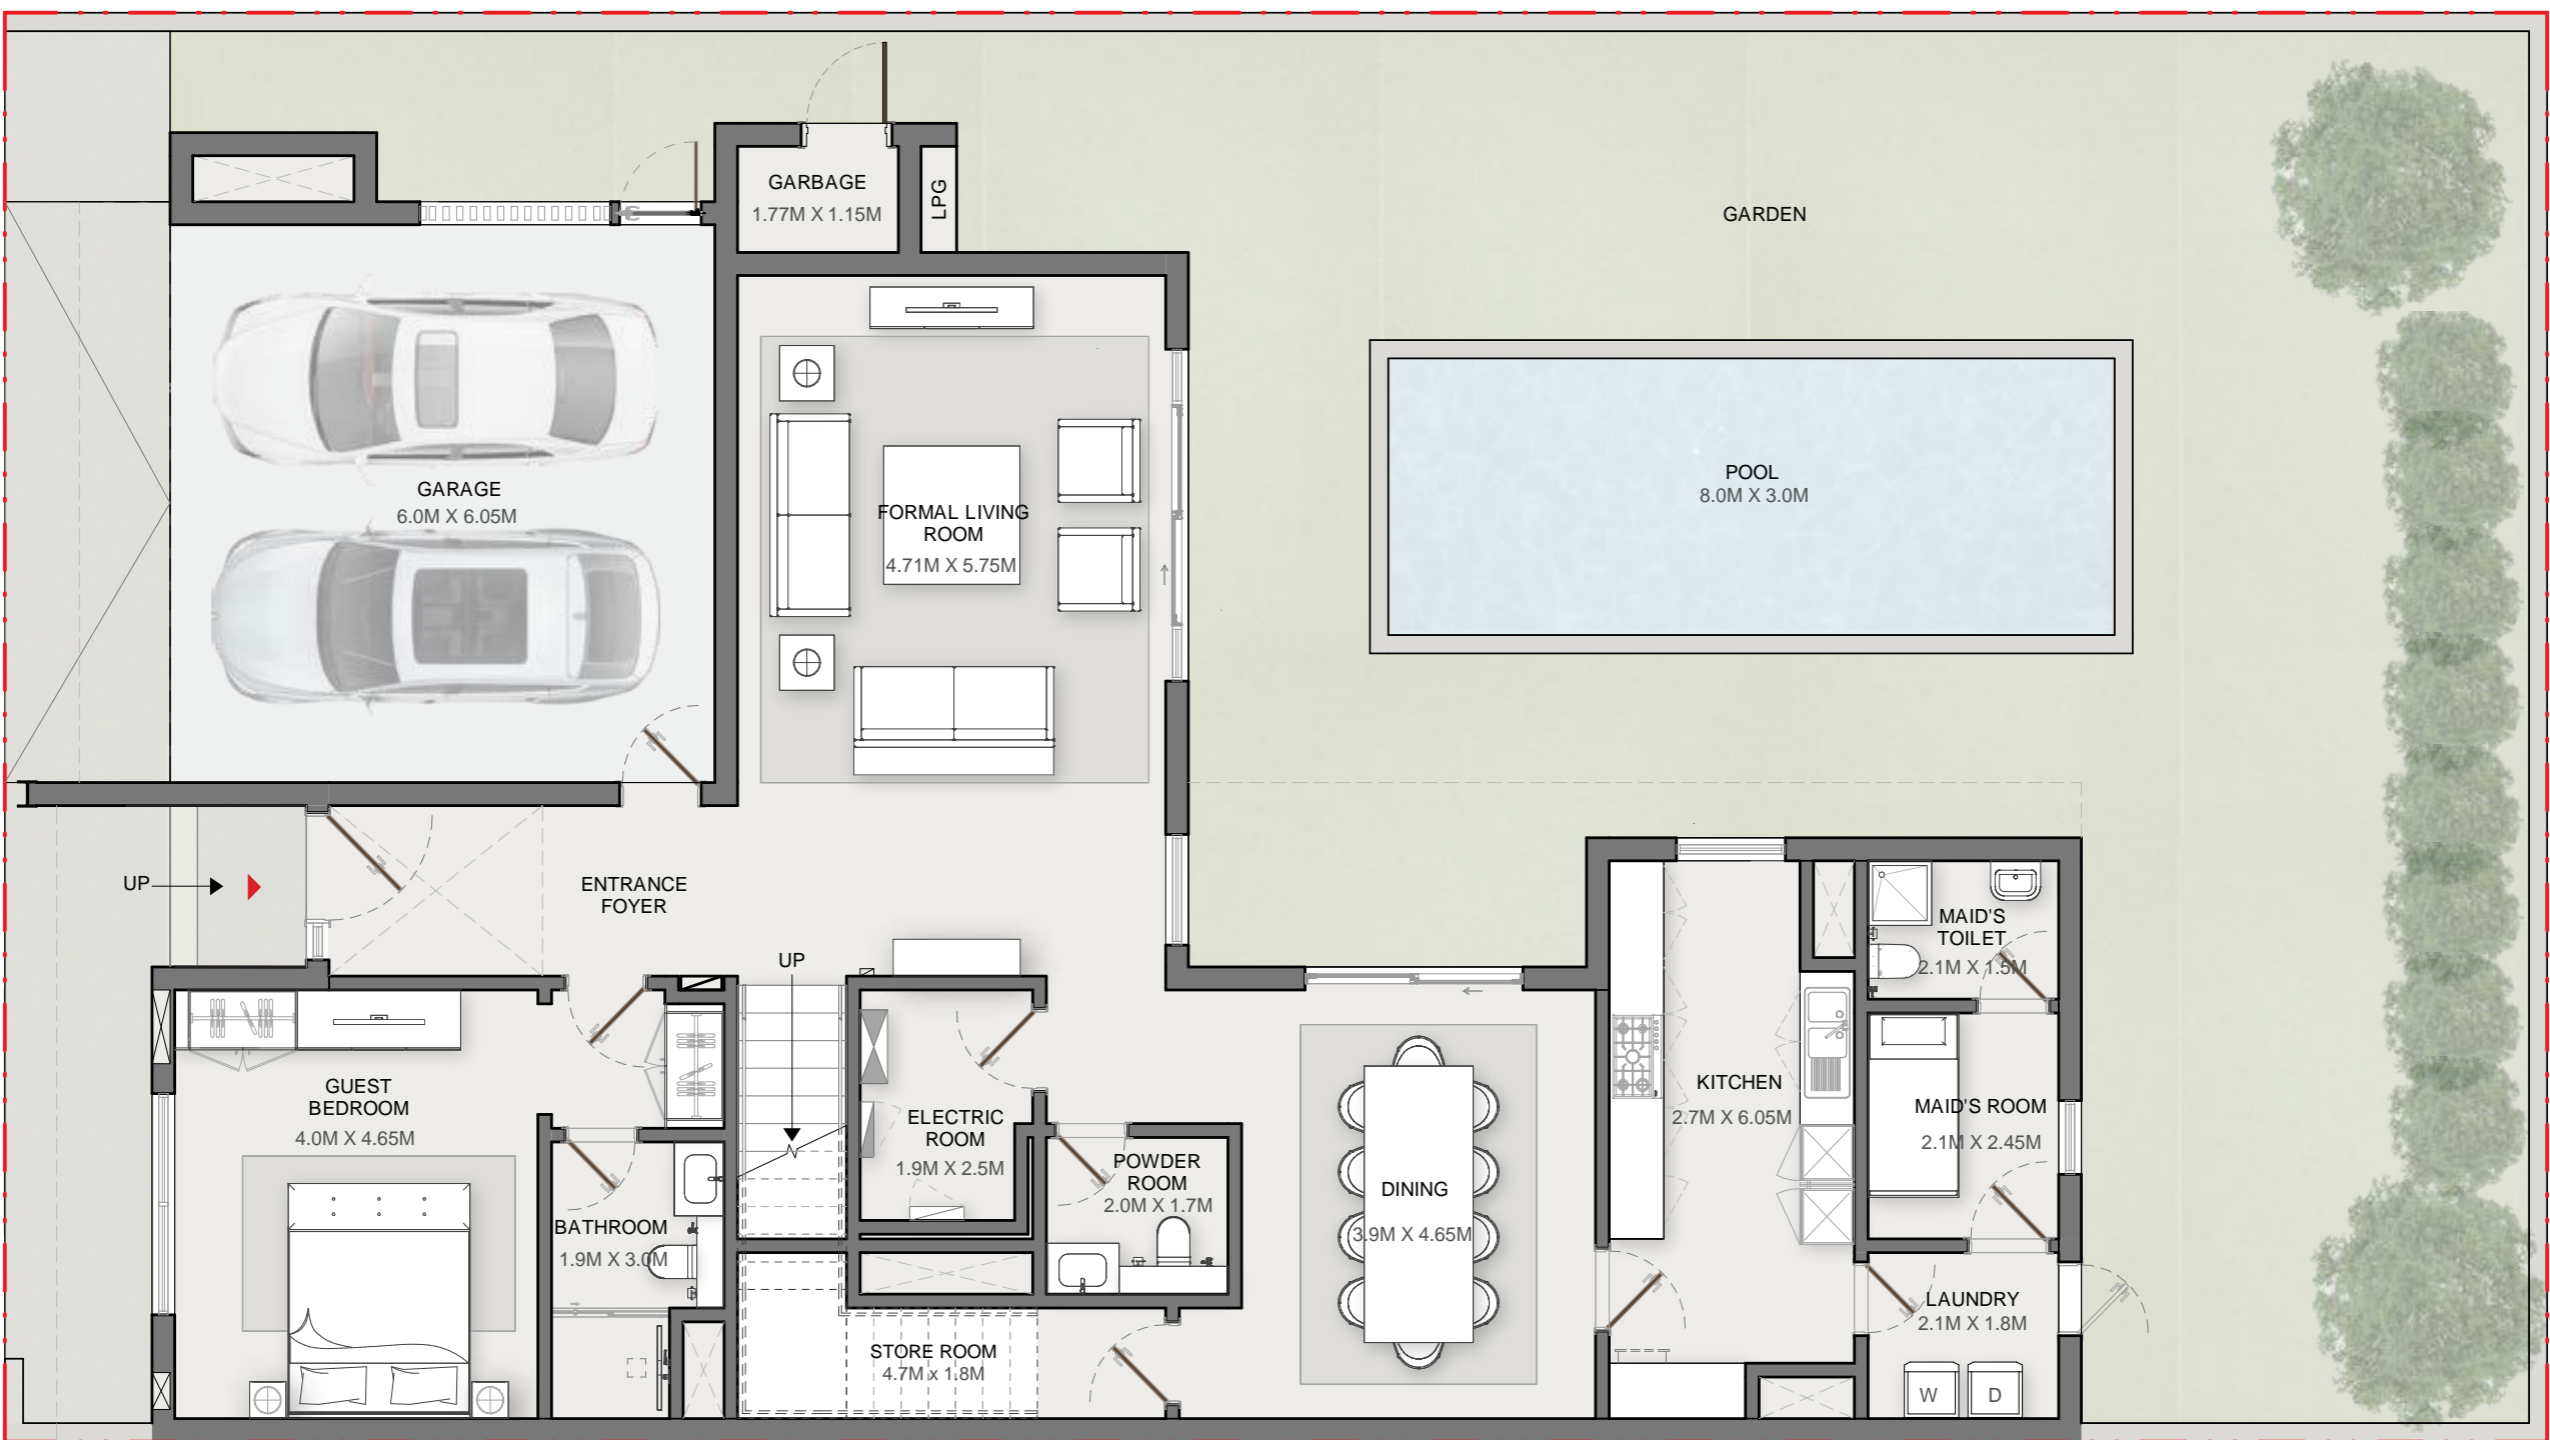 GARBAGE
1.77M X 1.15M
LPG
GARDEN
GARAGE
6.0M X 6.05M
FORMAL LIVING
ROOM
4.71M X 5.75M
POOL
8.0M X 3.0M
UP
ENTRANCE
FOYER
UP
GUEST
BEDROOM
4.0M X 4.65M
BATHROOM
1.9M X 3.0M
ELECTRIC
ROOM
1.9M X 2.5M
POWDER
ROOM
2.0M X 1.7M
STORE ROOM
4.7M x 1.8M
DINING
3.9M X 4.65M
KITCHEN
2.7M X 6.05M
MAID'S
TOILET
2.1M X 1.5M
MAID'S ROOM
2.1M X 2.45M
LAUNDRY
2.1M X 1.8M
W
D